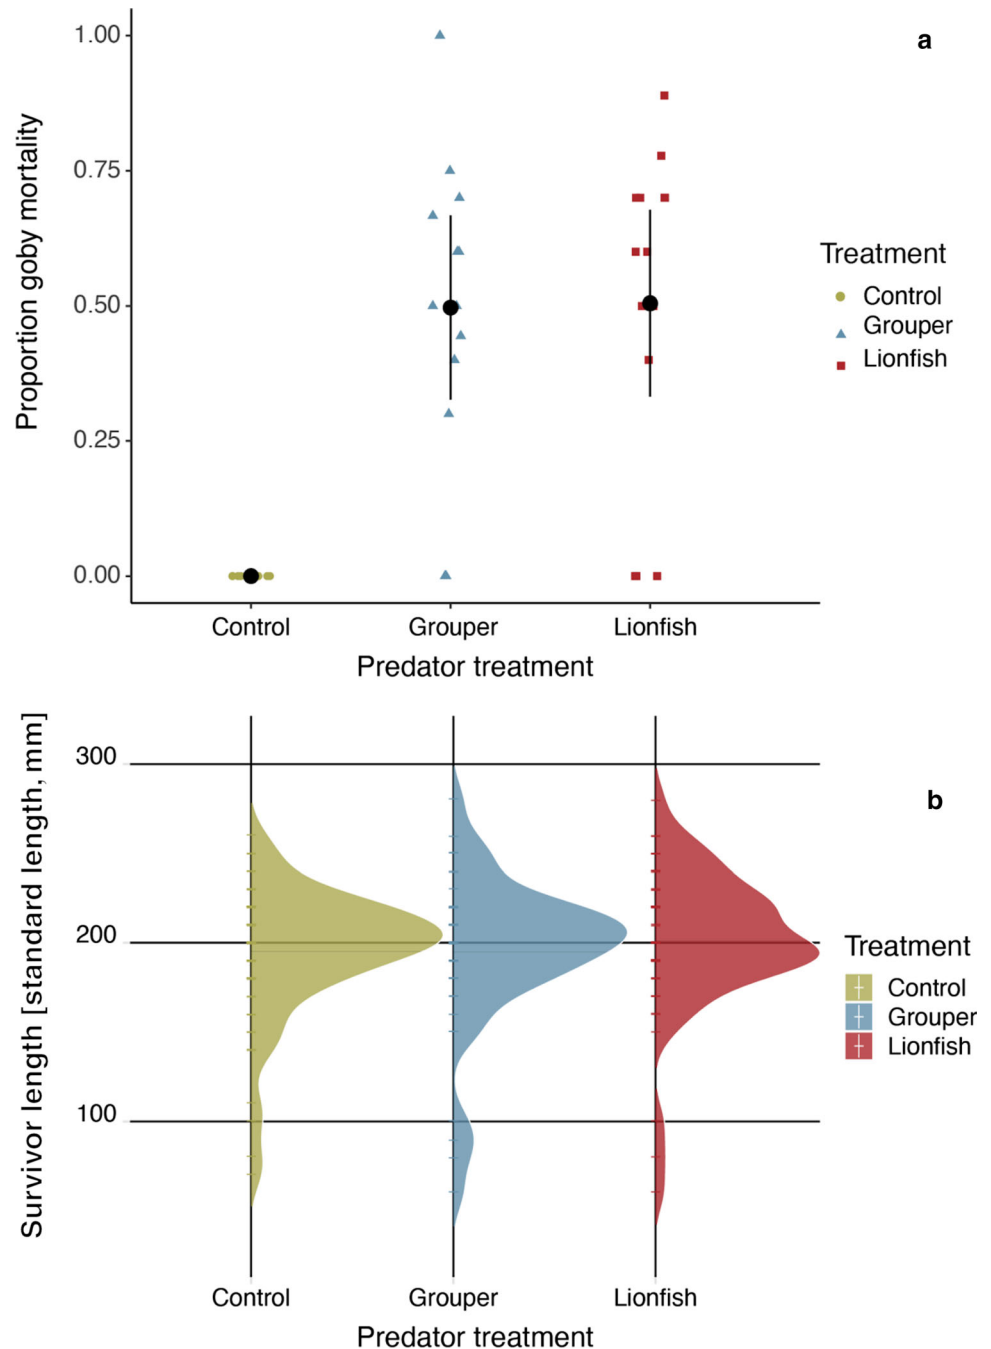 a
1.00
0.75
0.50
0.25
0.00
Proportion goby mortality
Control
Grouper
Lionfish
Predator treatment
Treatment
Control
Grouper
Lionfish
b
300
200
100
Survivor length [standard length, mm]
Control
Grouper
Lionfish
Predator treatment
Treatment
Control
Grouper
Lionfish